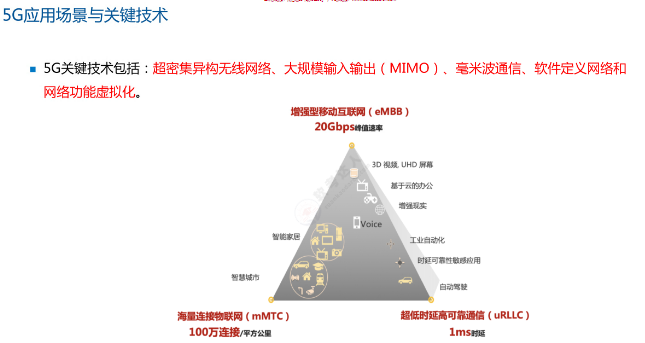 5G应用场景与关键技术
5G关键技术包括：超密集异构无线网络、大规模输入输出（MIMO）、毫米波通信、软件定义网络和
网络功能虚拟化。
增强型移动互联网（eMBB）
20Gbps峰值速率
3D 视频, UHD 屏幕
基于云的办公
增强现实
Voice
智能家居
工业自动化
时延可靠性敏感应用
智慧城市
自动驾驶
海量连接物联网（mMTC）
100万连接/平方公里
超低时延高可靠通信（uRLLC）
1ms时延